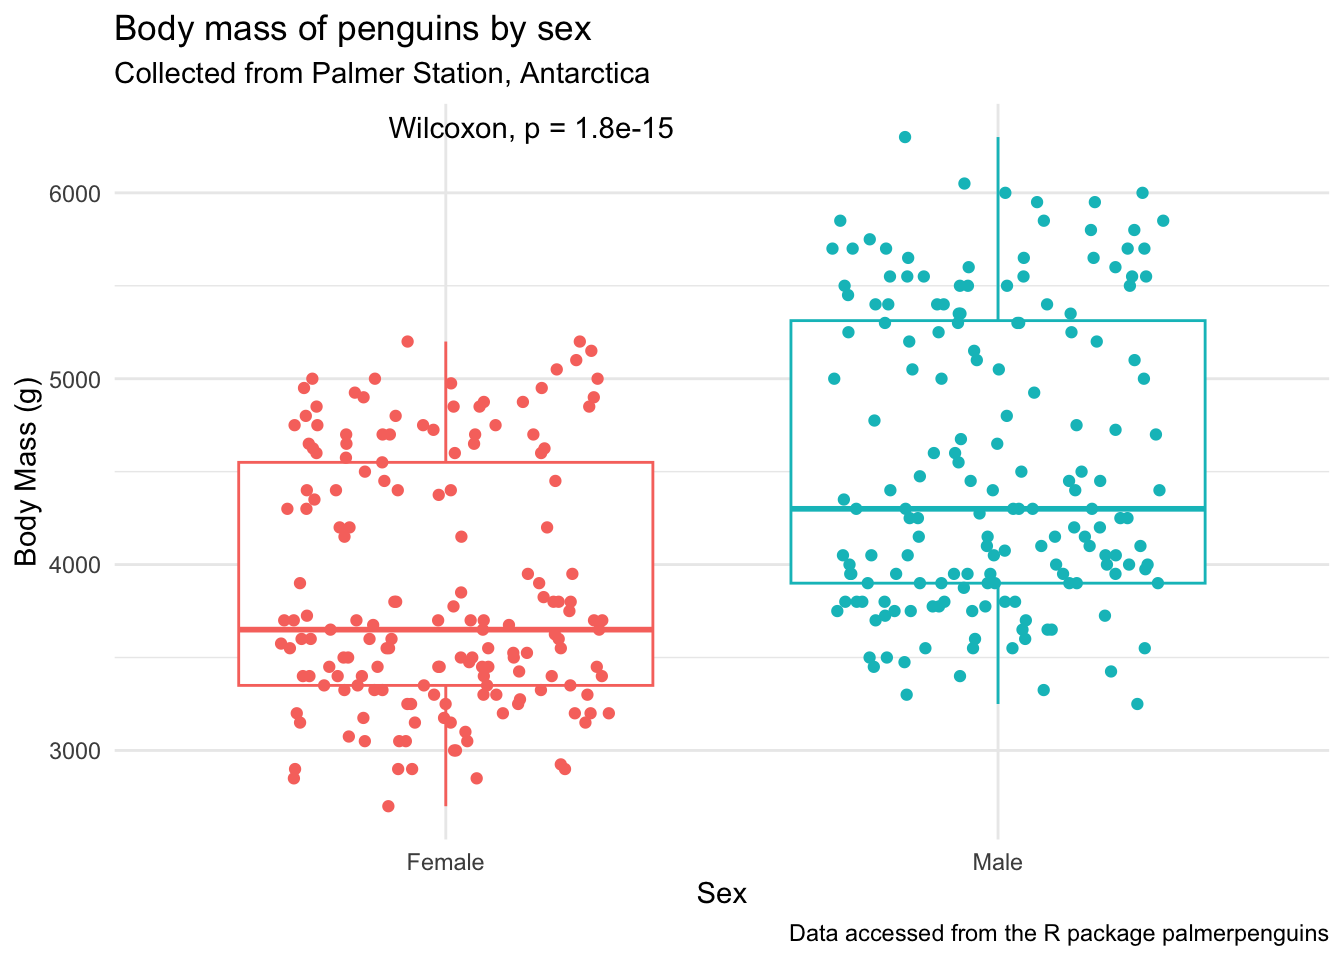 Body mass of penguins by sex
Collected from Palmer Station, Antarctica
Wilcoxon, p = 1.8e-15
6000
5000
4000
3000
Body Mass (g)
Female
Male
Sex
Data accessed from the R package palmerpenguins